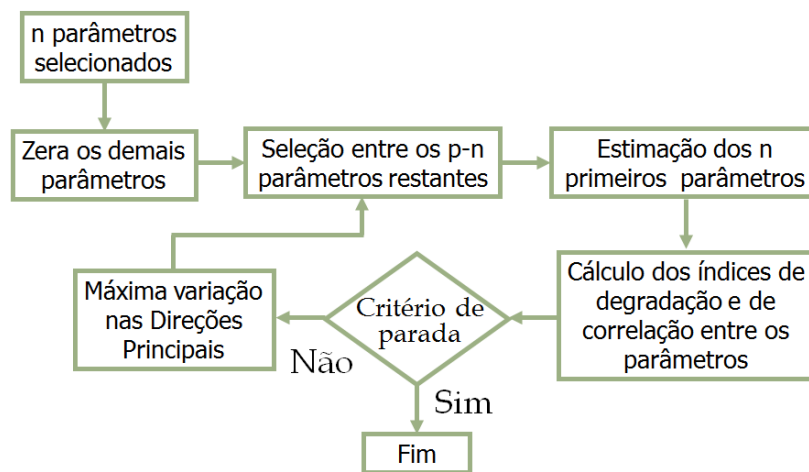 n parâmetros
selecionados
Zera os demais
parâmetros
Seleção entre os p-n
parâmetros restantes
Estimação dos n
primeiros parâmetros
Cálculo dos índices de
degradação e de
correlação entre os
parâmetros
Critério de
parada
Não
Máxima variação
nas Direções
Principais
Sim
Fim